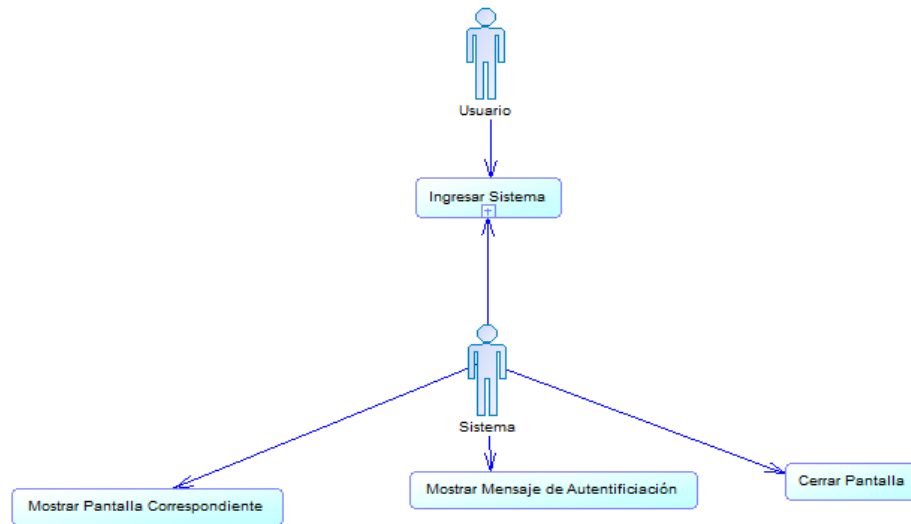 Usuario
Ingresar Sistema
Sistema
Mostrar Pantalla Correspondiente
Mostrar Mensaje de Autentificiación
Cerrar Pantalla